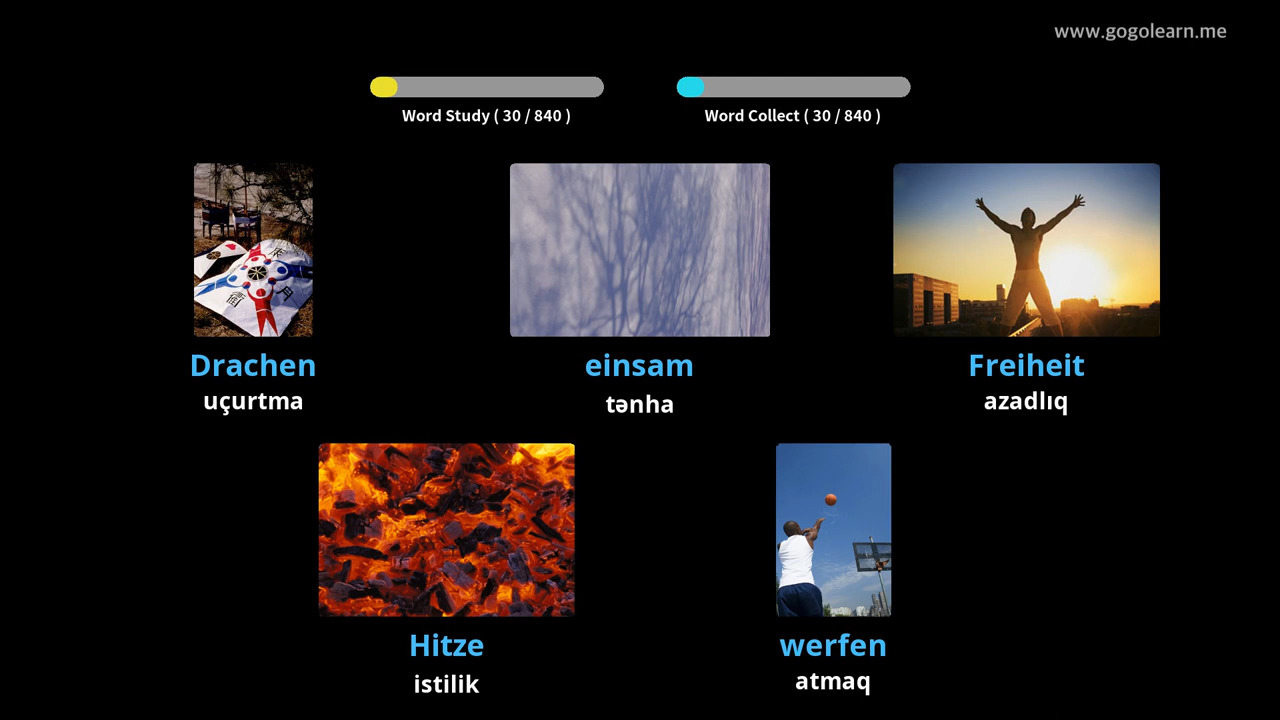 www.gogolearn.me
Word Study ( 30 / 840 )
Word Collect ( 30 / 840 )
Drachen
uçurtma
einsam
tənha
Freiheit
azadlıq
Hitze
istilik
werfen
atmaq